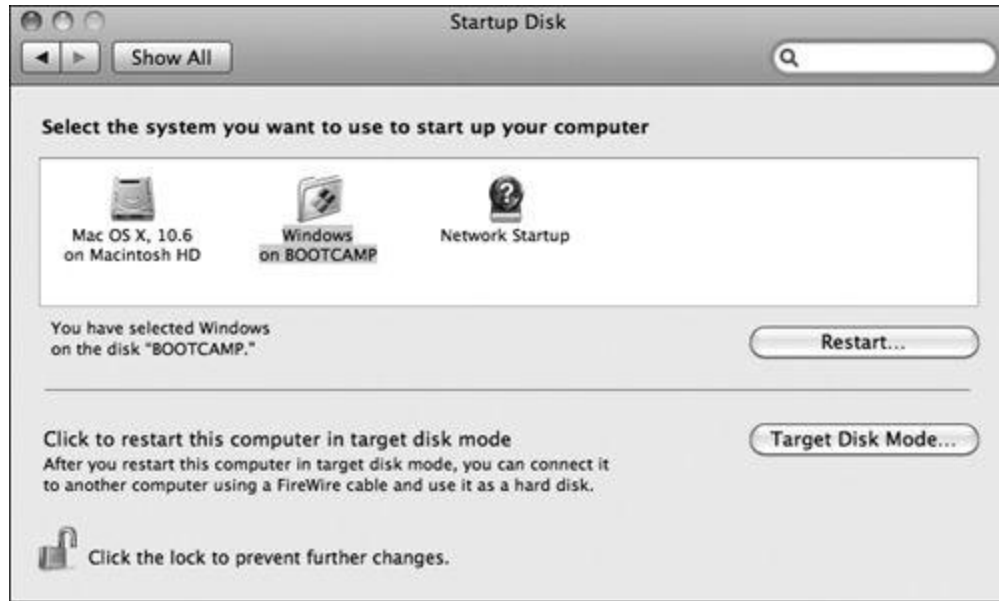 Startup Disk
Show All
Select the system you want to use to start up your computer
Mac OS X, 10.6
on Macintosh HD
Windows
on BOOTCAMP
Network Startup
You have selected Windows
on the disk "BOOTCAMP."
Restart...
Click to restart this computer in target disk mode
After you restart this computer in target disk mode, you can connect it
to another computer using a FireWire cable and use it as a hard disk.
Target Disk Mode...
Click the lock to prevent further changes.